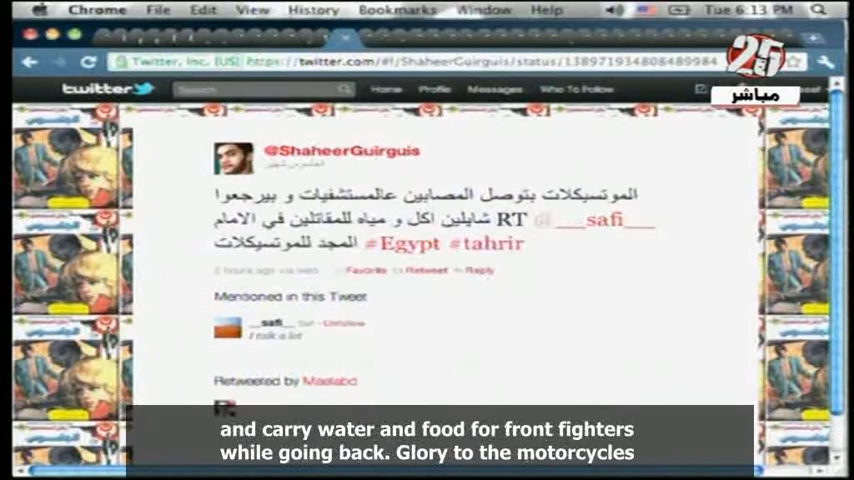 Chrome File Edit View History Bookmarks Window Help Tue 6:13 PM
Twitter, Inc. [US] https://twitter.com/#!/ShaheerGuirguis/status/138971934808489984
25
مباشر
twitter Search Home Profile Messages Who To Follow
@ShaheerGuirguis
الموتسيكلات بتوصل المصابين عالمستشفيات و بيرجعوا
شايلين اكل و مياه للمقاتلين في الامام RT @___safi___
المجد للموتسيكلات #Egypt #tahrir
2 hours ago via web Favorite Retweet Reply
Mentioned in this Tweet
__safi__ Unfollow
I talk a lot
Retweeted by Maelabd
and carry water and food for front fighters
while going back. Glory to the motorcycles